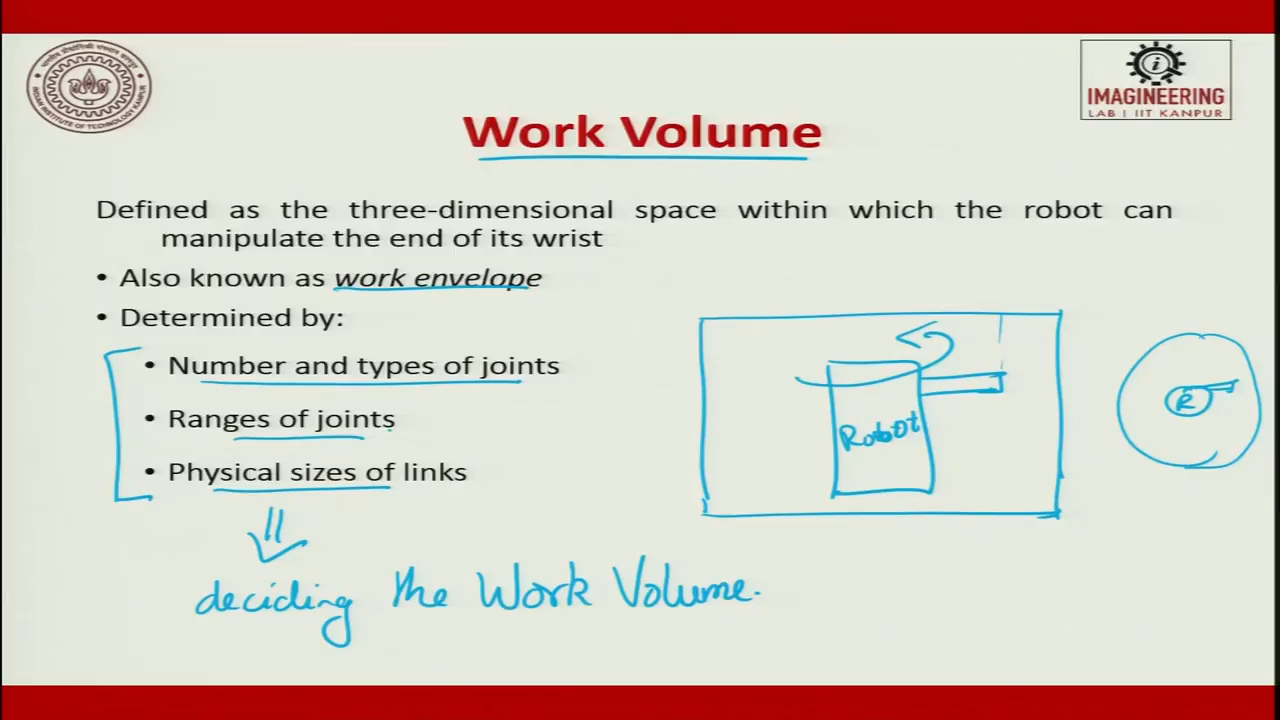 IMAGINEERING
LAB | IIT KANPUR
Work Volume
Defined as the three-dimensional space within which the robot can
manipulate the end of its wrist
• Also known as work envelope
• Determined by:
• Number and types of joints
• Ranges of joints
• Physical sizes of links
Robot
R
deciding the Work Volume.